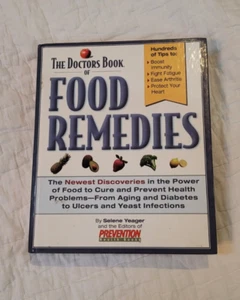 THE DOCTORS BOOK
of
FOOD
REMEDIES
Hundreds
of Tips to:
• Boost
Immunity
• Fight Fatigue
• Ease Arthritis
• Protect Your
Heart
The Newest Discoveries in the Power
of Food to Cure and Prevent Health
Problems—From Aging and Diabetes
to Ulcers and Yeast Infections
By Selene Yeager
and the Editors of
PREVENTION
Health Books